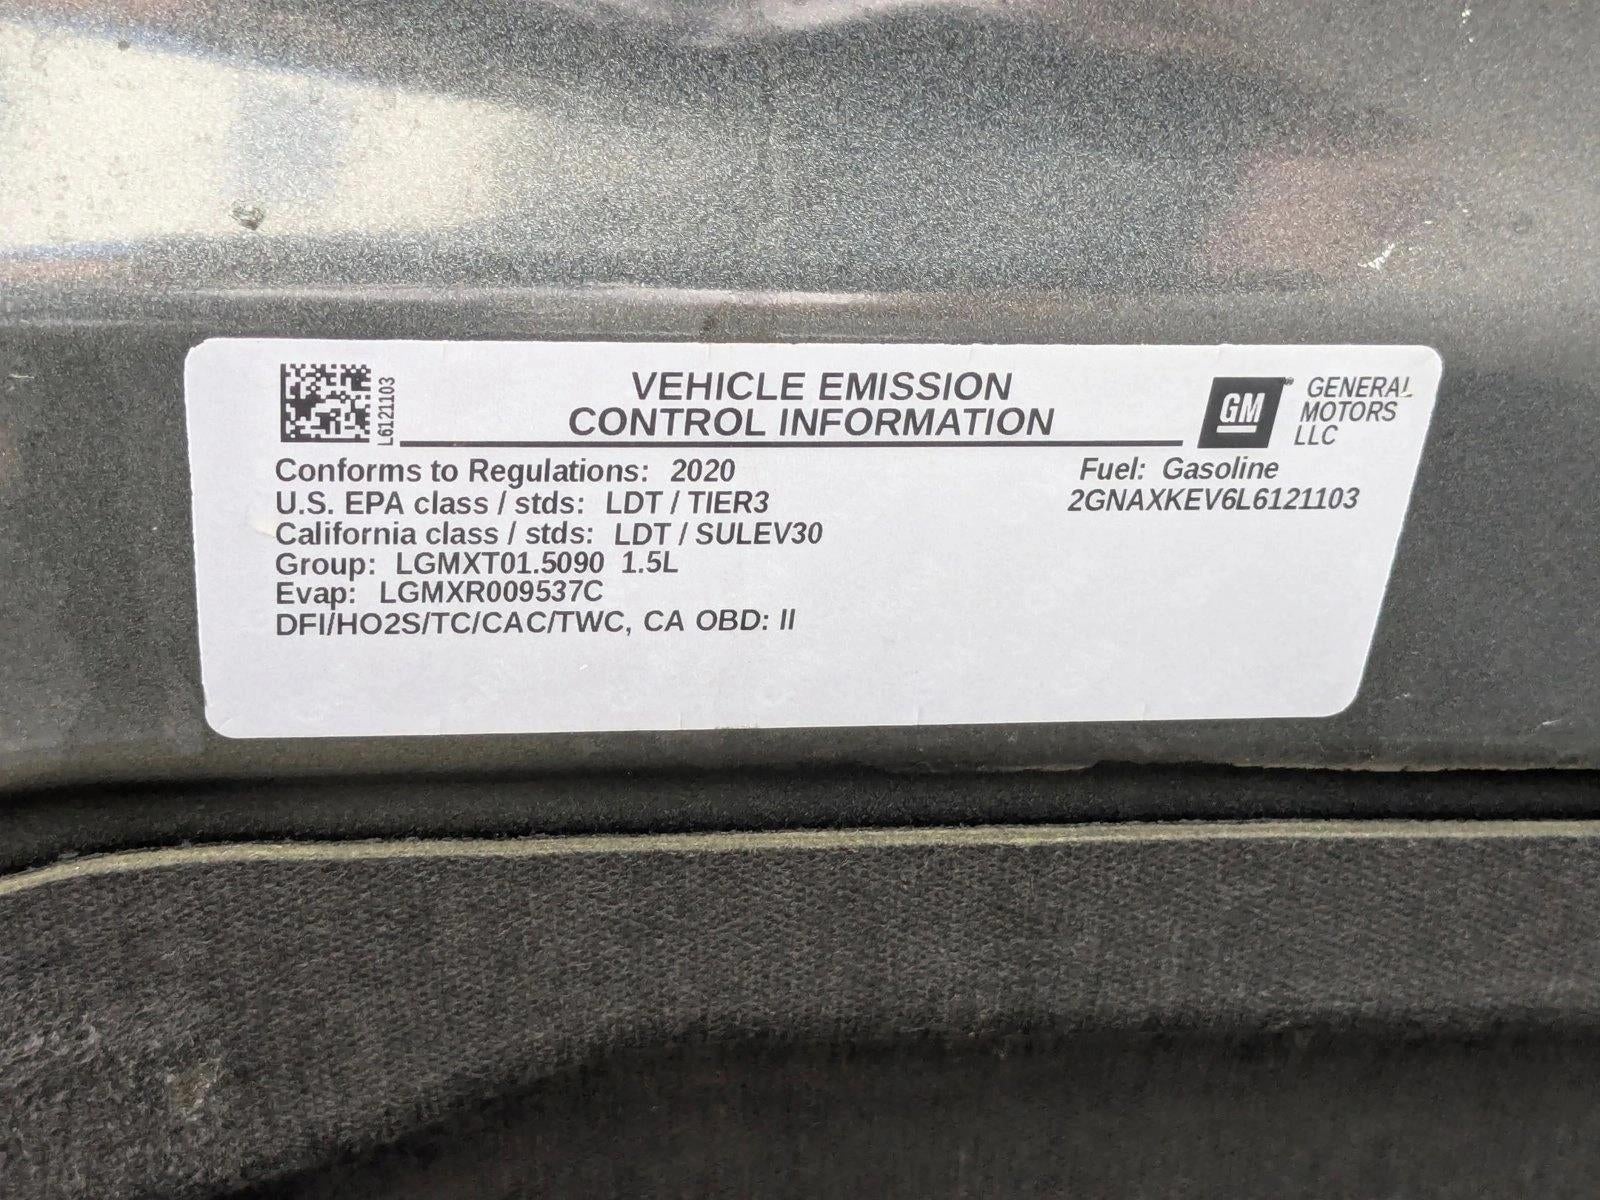 L6121103
VEHICLE EMISSION
CONTROL INFORMATION
GM
GENERAL
MOTORS
LLC
Conforms to Regulations: 2020
U.S. EPA class / stds: LDT / TIER3
California class / stds: LDT / SULEV30
Group: LGMXT01.5090 1.5L
Evap: LGMXR009537C
DFI/HO2S/TC/CAC/TWC, CA OBD: II
Fuel: Gasoline
2GNAXKEV6L6121103